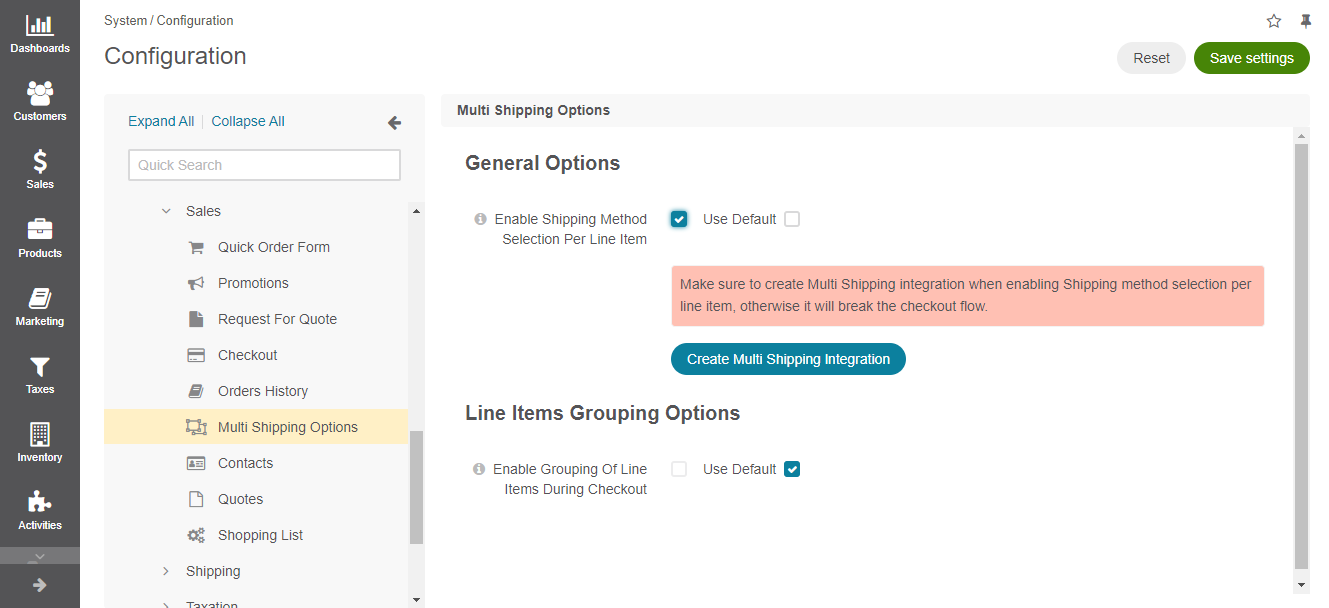 Dashboards
Customers
Sales
Products
Marketing
Taxes
Inventory
Activities
System / Configuration
Configuration
Reset
Save settings
Expand All
Collapse All
Quick Search
Sales
Quick Order Form
Promotions
Request For Quote
Checkout
Orders History
Multi Shipping Options
Contacts
Quotes
Shopping List
Shipping
Taxation
Multi Shipping Options
General Options
Enable Shipping Method
Selection Per Line Item
Use Default
Make sure to create Multi Shipping integration when enabling Shipping method selection per
line item, otherwise it will break the checkout flow.
Create Multi Shipping Integration
Line Items Grouping Options
Enable Grouping Of Line
Items During Checkout
Use Default